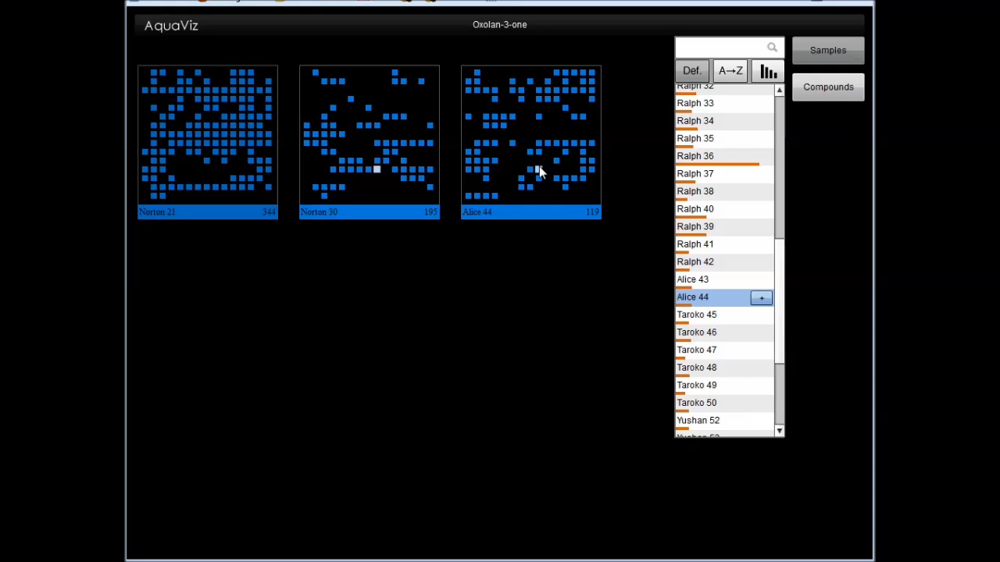 AquaViz
Oxolan-3-one
Samples
Def.
A→Z
Compounds
Ralph 32
Ralph 33
Ralph 34
Ralph 35
Ralph 36
Ralph 37
Ralph 38
Ralph 40
Ralph 39
Ralph 41
Ralph 42
Alice 43
Alice 44 +
Taroko 45
Taroko 46
Taroko 47
Taroko 48
Taroko 49
Taroko 50
Yushan 52
Norton 21 344
Norton 30 195
Alice 44 119